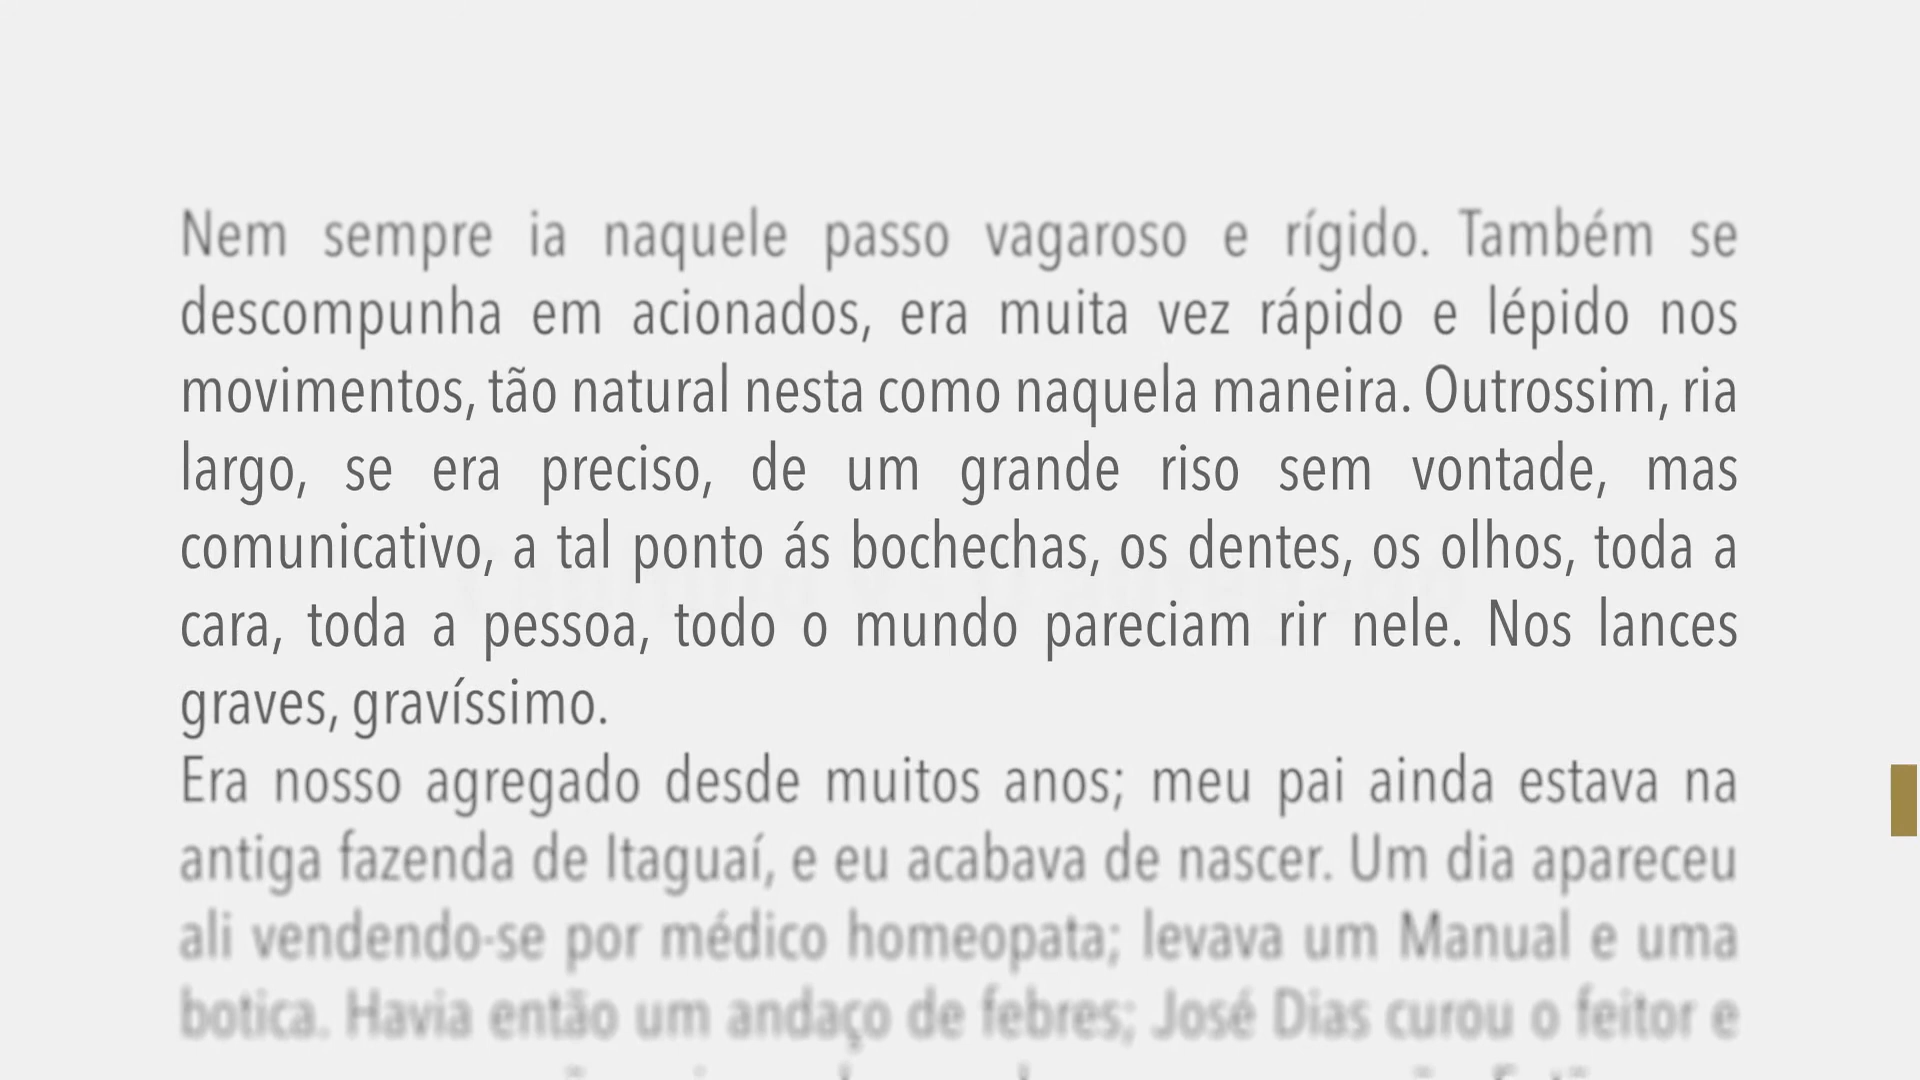 Nem sempre ia naquele passo vagaroso e rígido. Também se
descompunha em acionados, era muita vez rápido e lépido nos
movimentos, tão natural nesta como naquela maneira. Outrossim, ria
largo, se era preciso, de um grande riso sem vontade, mas
comunicativo, a tal ponto ás bochechas, os dentes, os olhos, toda a
cara, toda a pessoa, todo o mundo pareciam rir nele. Nos lances
graves, gravíssimo.
Era nosso agregado desde muitos anos; meu pai ainda estava na
antiga fazenda de Itaguaí, e eu acabava de nascer. Um dia apareceu
ali vendendo-se por médico homeopata; levava um Manual e uma
botica. Havia então um andaço de febres; José Dias curou o feitor e